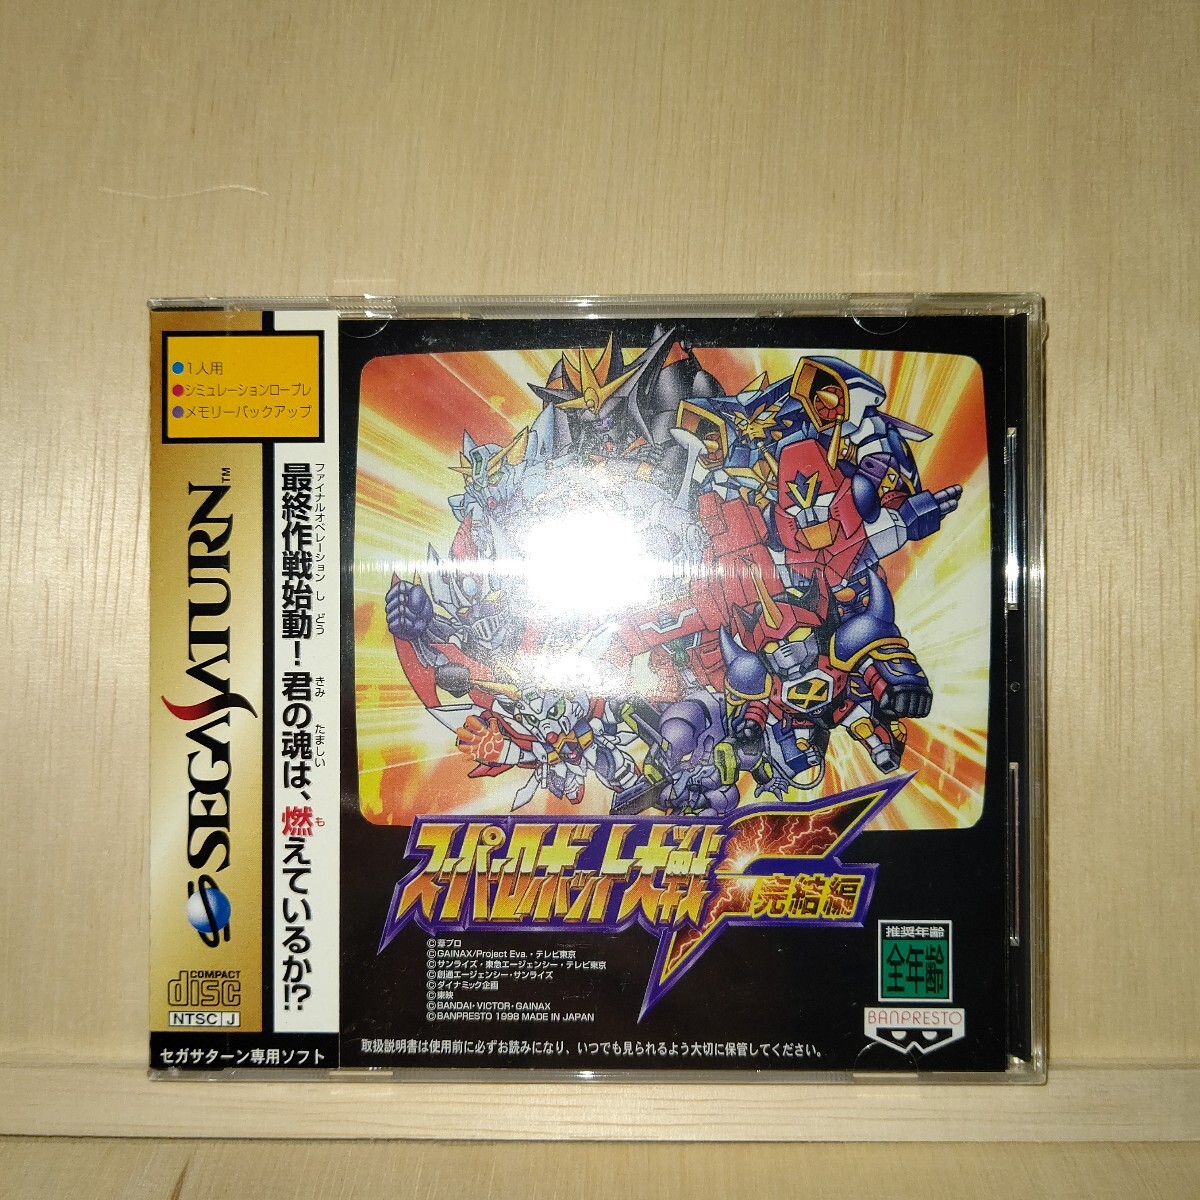 ●1人用
●シミュレーションロープレ
●メモリーバックアップ
SEGA SATURN™
最終作戦始動!君の魂は、燃えているか!?
ファイナルオペレーション しどう きみ たましい も
COMPACT
disc
NTSC J
セガサターン専用ソフト
スーパーロボット大戦F
完結編
©葦プロ
©GAINAX/Project Eva.・テレビ東京
©サンライズ・東急エージェンシー・テレビ東京
©創通エージェンシー・サンライズ
©ダイナミック企画
©東映
©BANDAI・VICTOR・GAINAX
©BANPRESTO 1998 MADE IN JAPAN
推奨年齢
全年齢
BANPRESTO
取扱説明書は使用前に必ずお読みになり、いつでも見られるよう大切に保管してください。